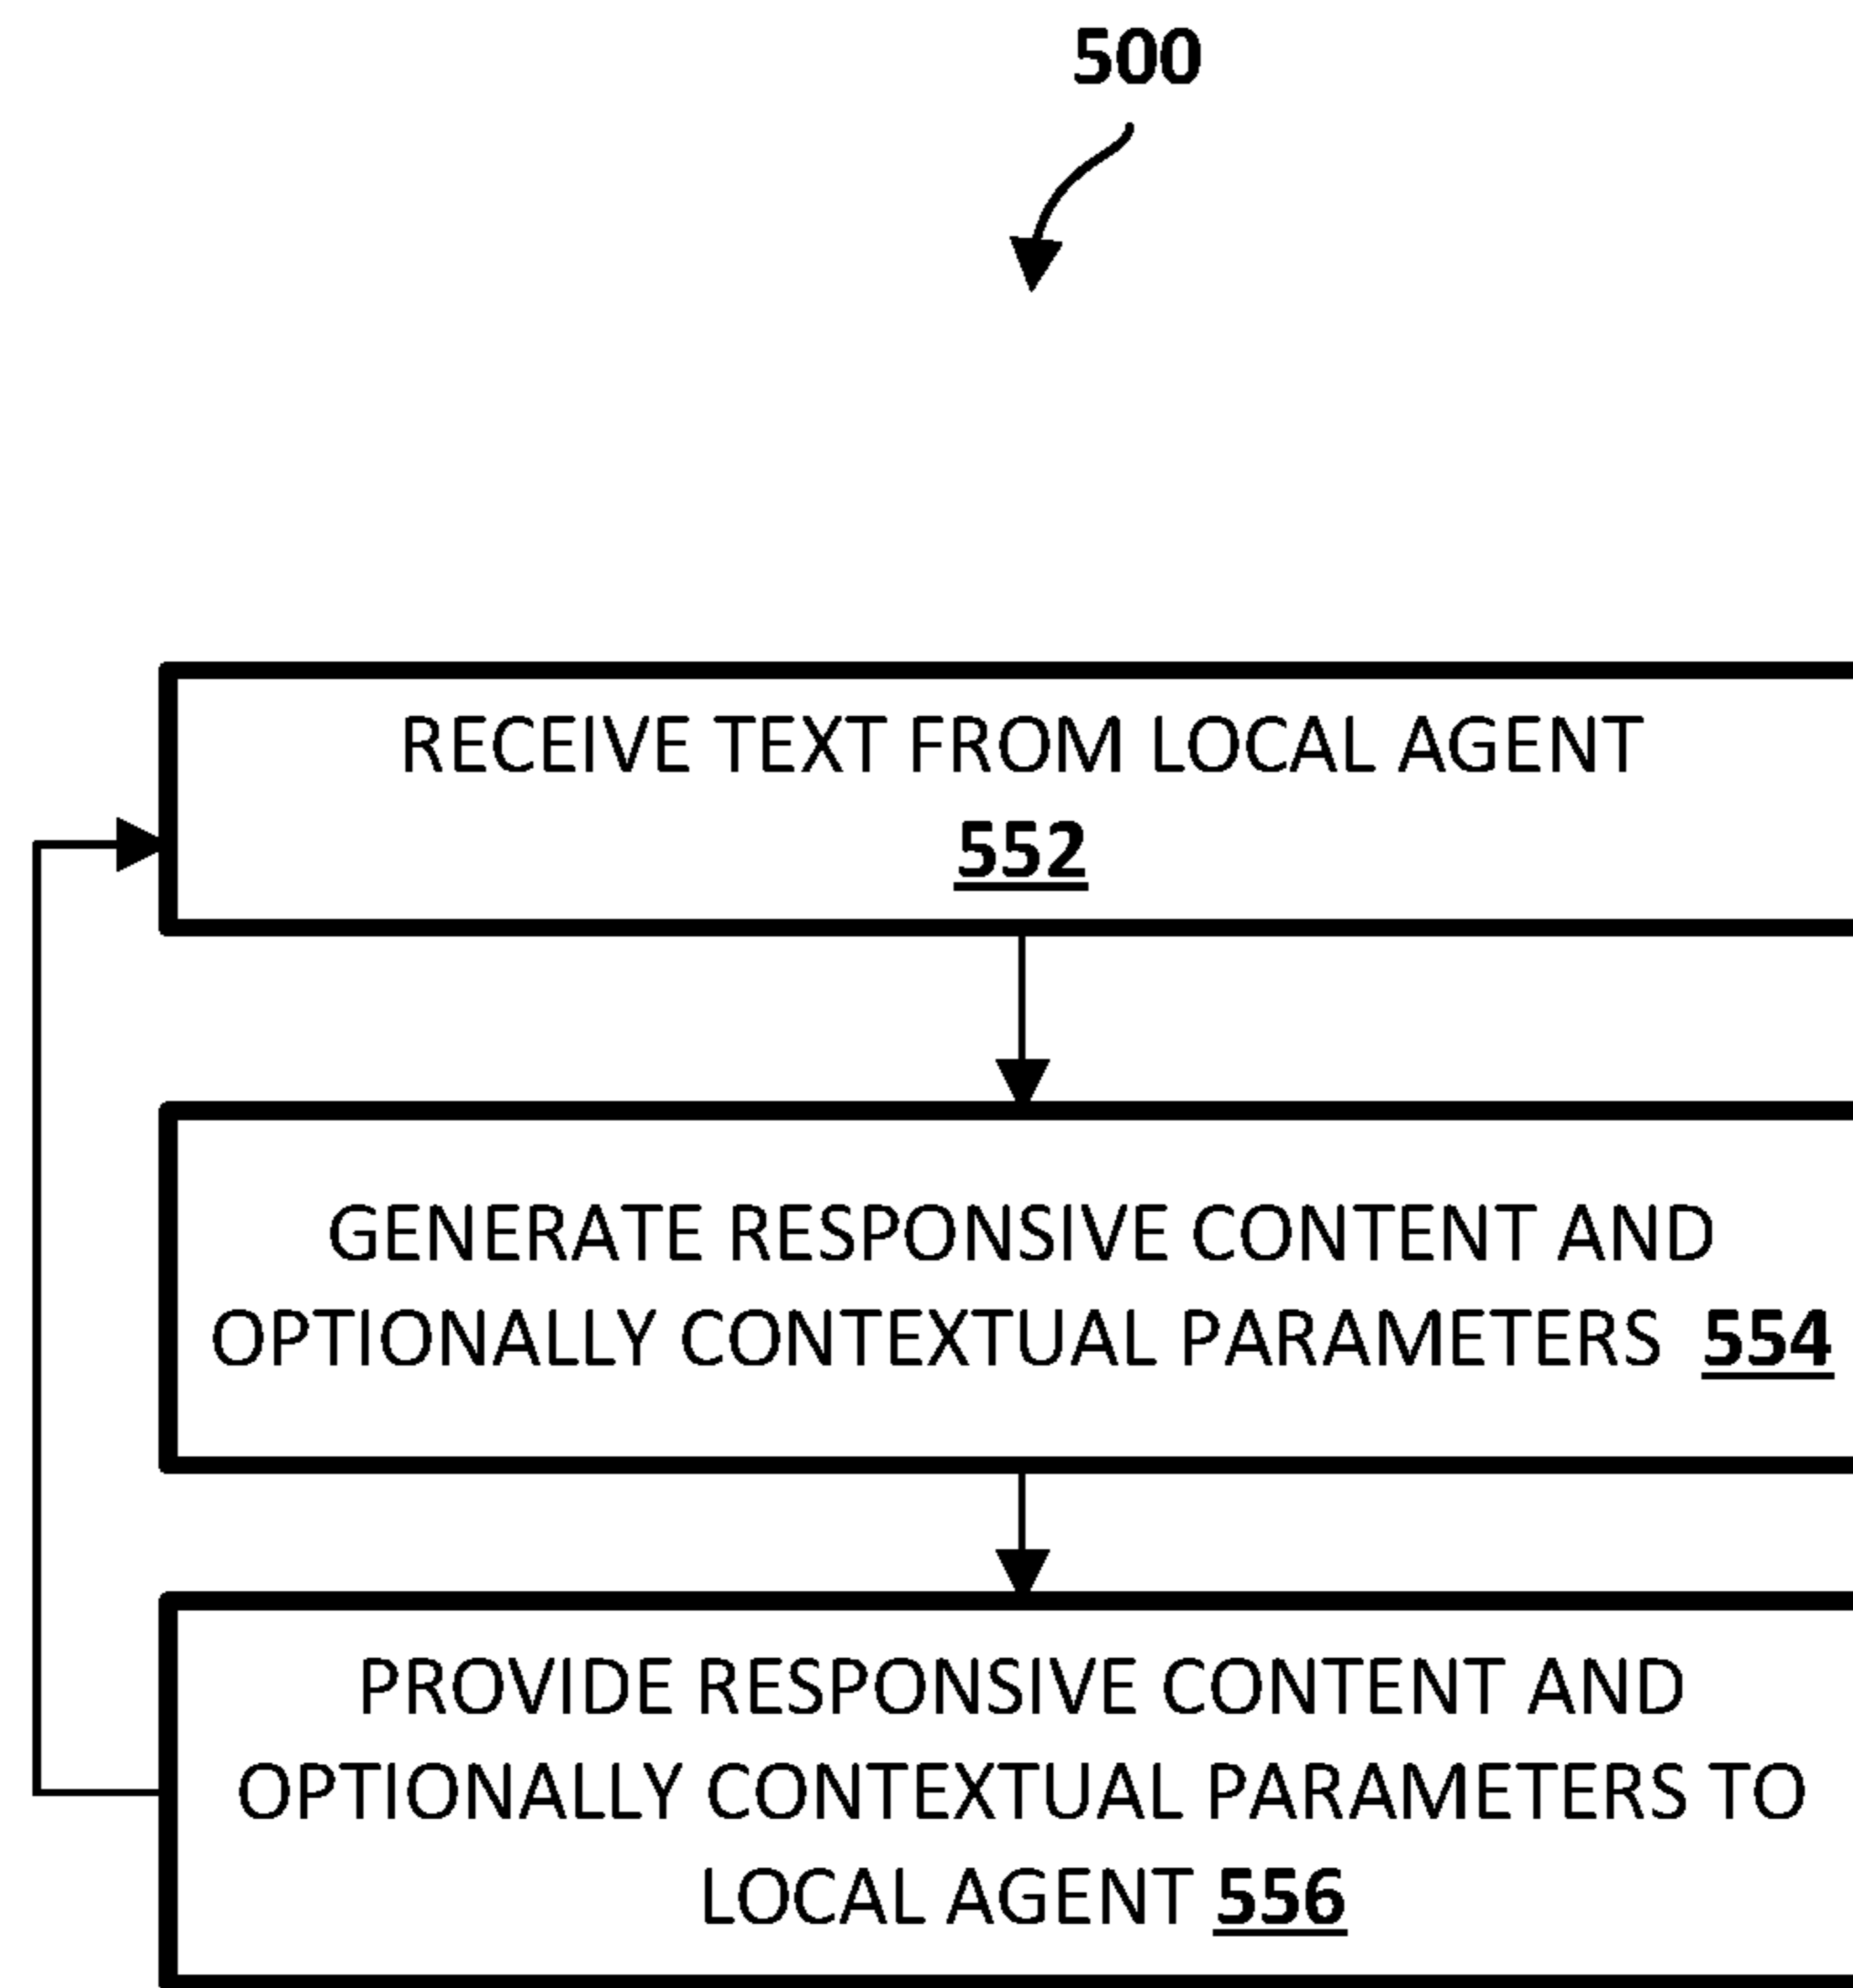 500
RECEIVE TEXT FROM LOCAL AGENT
552
GENERATE RESPONSIVE CONTENT AND
OPTIONALLY CONTEXTUAL PARAMETERS 554
PROVIDE RESPONSIVE CONTENT AND
OPTIONALLY CONTEXTUAL PARAMETERS TO
LOCAL AGENT 556